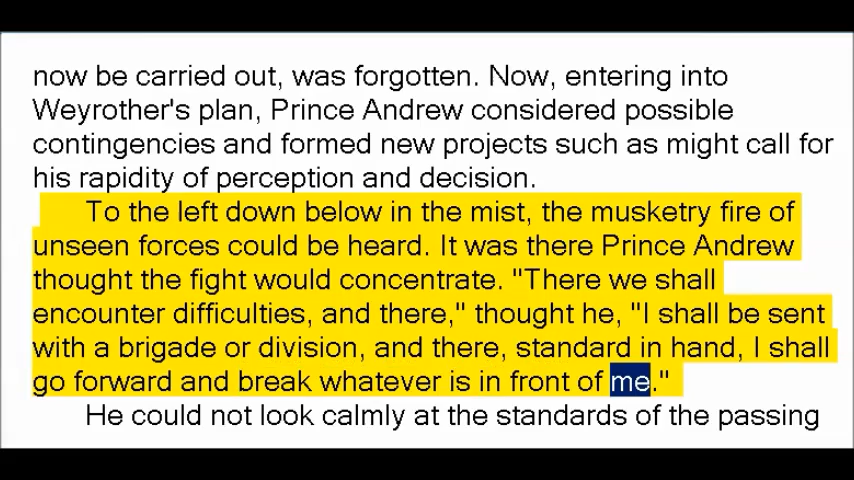 now be carried out, was forgotten. Now, entering into
Weyrother's plan, Prince Andrew considered possible
contingencies and formed new projects such as might call for
his rapidity of perception and decision.
To the left down below in the mist, the musketry fire of
unseen forces could be heard. It was there Prince Andrew
thought the fight would concentrate. "There we shall
encounter difficulties, and there," thought he, "I shall be sent
with a brigade or division, and there, standard in hand, I shall
go forward and break whatever is in front of me."
He could not look calmly at the standards of the passing